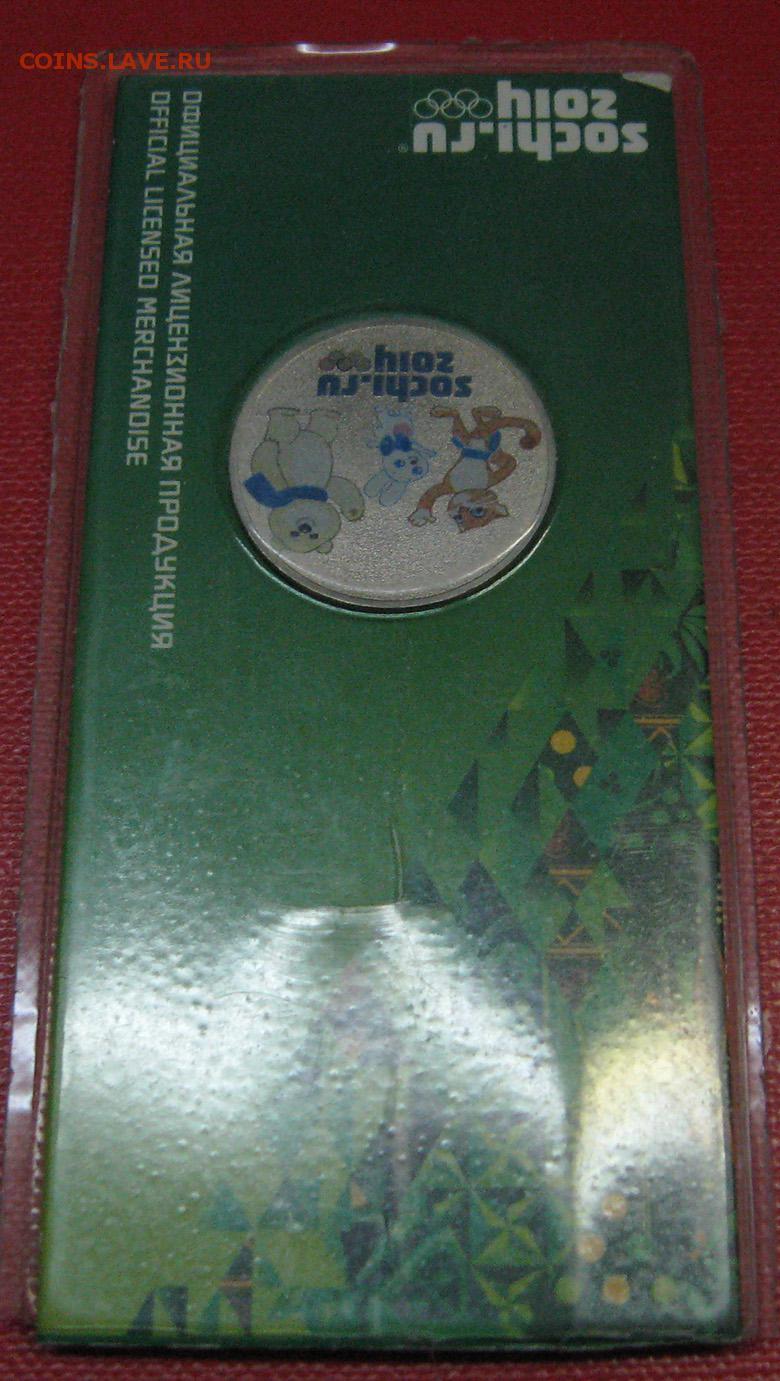 COINS.LAVE.RU
sochi.ru
2014
ОФИЦИАЛЬНАЯ ЛИЦЕНЗИОННАЯ ПРОДУКЦИЯ
OFFICIAL LICENSED MERCHANDISE
sochi.ru
2014